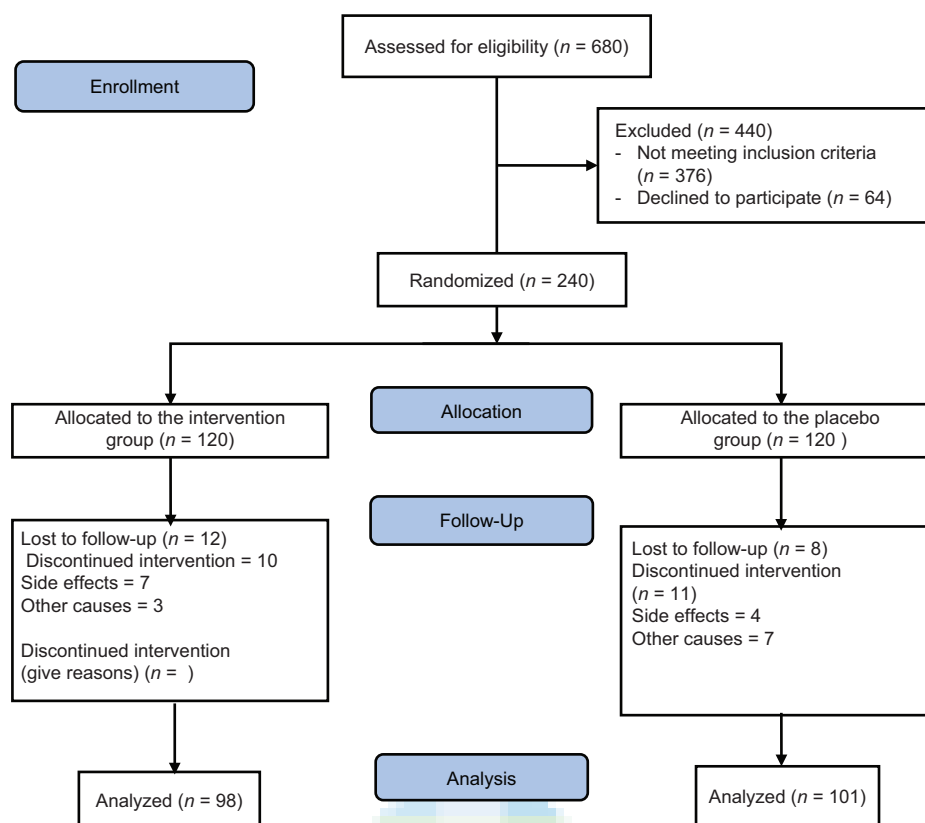 Assessed for eligibility (n = 680)
Enrollment
Excluded (n = 440)
- Not meeting inclusion criteria
(n = 376)
- Declined to participate (n = 64)
Randomized (n = 240)
Allocated to the intervention
group (n = 120)
Allocation
Allocated to the placebo
group (n = 120 )
Follow-Up
Lost to follow-up (n = 12)
Discontinued intervention = 10
Side effects = 7
Other causes = 3
Discontinued intervention
(give reasons) (n = )
Lost to follow-up (n = 8)
Discontinued intervention
(n = 11)
Side effects = 4
Other causes = 7
Analysis
Analyzed (n = 98)
Analyzed (n = 101)